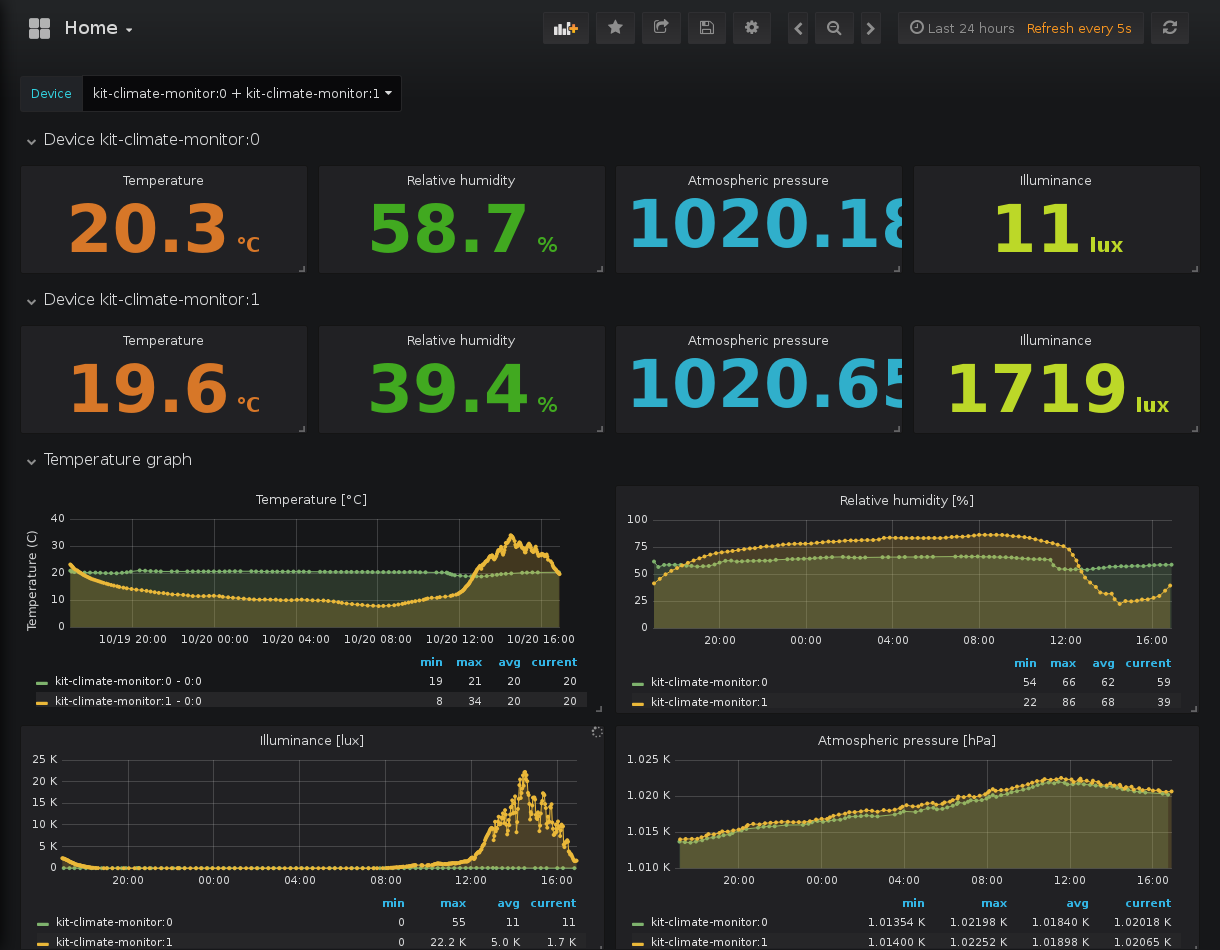 Home
Last 24 hours Refresh every 5s
Device kit-climate-monitor:0 + kit-climate-monitor:1
Device kit-climate-monitor:0
Temperature Relative humidity Atmospheric pressure Illuminance
20.3 °C 58.7 % 1020.18 11 lux
Device kit-climate-monitor:1
Temperature Relative humidity Atmospheric pressure Illuminance
19.6 °C 39.4 % 1020.65 1719 lux
Temperature graph
Temperature [°C]
Temperature (C)
40
30
20
10
0
10/19 20:00 10/20 00:00 10/20 04:00 10/20 08:00 10/20 12:00 10/20 16:00
min max avg current
kit-climate-monitor:0 - 0:0 19 21 20 20
kit-climate-monitor:1 - 0:0 8 34 20 20
Relative humidity [%]
100
75
50
25
0
20:00 00:00 04:00 08:00 12:00 16:00
min max avg current
kit-climate-monitor:0 54 66 62 59
kit-climate-monitor:1 22 86 68 39
Illuminance [lux]
25 K
20 K
15 K
10 K
5 K
0
20:00 00:00 04:00 08:00 12:00 16:00
min max avg current
kit-climate-monitor:0 0 55 11 11
kit-climate-monitor:1 0 22.2 K 5.0 K 1.7 K
Atmospheric pressure [hPa]
1.025 K
1.020 K
1.015 K
1.010 K
20:00 00:00 04:00 08:00 12:00 16:00
min max avg current
kit-climate-monitor:0 1.01354 K 1.02198 K 1.01840 K 1.02018 K
kit-climate-monitor:1 1.01400 K 1.02252 K 1.01898 K 1.02065 K